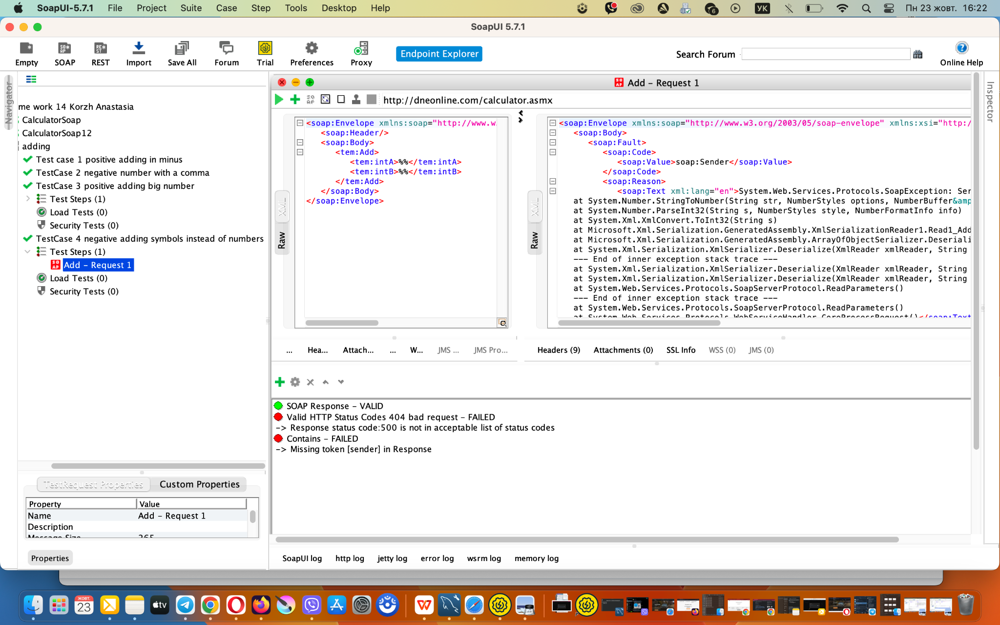 SoapUI-5.7.1 File Project Suite Case Step Tools Desktop Help 6 УК Пн 23 жовт. 16:22
SoapUI 5.7.1
Empty SOAP REST Import Save All Forum Trial Preferences Proxy
Endpoint Explorer
Search Forum
Online Help
Navigator
me work 14 Korzh Anastasia
CalculatorSoap
CalculatorSoap12
adding
Test case 1 positive adding in minus
TestCase 2 negative number with a comma
TestCase 3 positive adding big number
Test Steps (1)
Load Tests (0)
Security Tests (0)
TestCase 4 negative adding symbols instead of numbers
Test Steps (1)
Add - Request 1
Load Tests (0)
Security Tests (0)
TestRequest Properties Custom Properties
Property Value
Name Add - Request 1
Description
Message Size 265
Properties
Add - Request 1
http://dneonline.com/calculator.asmx
XML
Raw
<soap:Envelope xmlns:soap="http://www.w
<soap:Header/>
<soap:Body>
<tem:Add>
<tem:intA>%%</tem:intA>
<tem:intB>%%</tem:intB>
</tem:Add>
</soap:Body>
</soap:Envelope>
... Hea... Attach... ... W... JMS ... JMS Pro...
XML
Raw
<soap:Envelope xmlns:soap="http://www.w3.org/2003/05/soap-envelope" xmlns:xsi="http:/
<soap:Body>
<soap:Fault>
<soap:Code>
<soap:Value>soap:Sender</soap:Value>
</soap:Code>
<soap:Reason>
<soap:Text xml:lang="en">System.Web.Services.Protocols.SoapException: Ser
at System.Number.StringToNumber(String str, NumberStyles options, NumberBuffer&amp
at System.Number.ParseInt32(String s, NumberStyles style, NumberFormatInfo info)
at System.Xml.XmlConvert.ToInt32(String s)
at Microsoft.Xml.Serialization.GeneratedAssembly.XmlSerializationReader1.Read1_Add
at Microsoft.Xml.Serialization.GeneratedAssembly.ArrayOfObjectSerializer.Deseriali
at System.Xml.Serialization.XmlSerializer.Deserialize(XmlReader xmlReader, String
--- End of inner exception stack trace ---
at System.Xml.Serialization.XmlSerializer.Deserialize(XmlReader xmlReader, String
at System.Xml.Serialization.XmlSerializer.Deserialize(XmlReader xmlReader, String
at System.Web.Services.Protocols.SoapServerProtocol.ReadParameters()
--- End of inner exception stack trace ---
at System.Web.Services.Protocols.SoapServerProtocol.ReadParameters()
at System.Web.Services.Protocols.WebServiceHandler.CoreProcessRequest()</soap:Text
Headers (9) Attachments (0) SSL Info WSS (0) JMS (0)
SOAP Response - VALID
Valid HTTP Status Codes 404 bad request - FAILED
-> Response status code:500 is not in acceptable list of status codes
Contains - FAILED
-> Missing token [sender] in Response
SoapUI log http log jetty log error log wsrm log memory log
Inspector
ЖОВТ.
23
tv